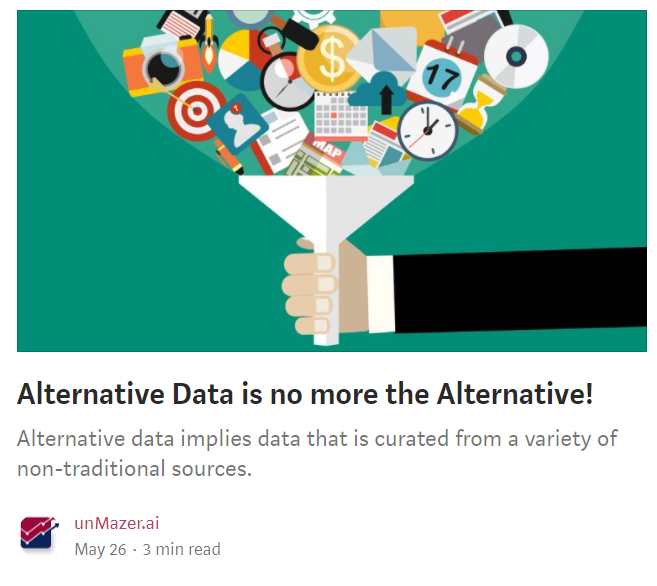 $
17
7
MAP
Alternative Data is no more the Alternative!
Alternative data implies data that is curated from a variety of
non-traditional sources.
unMazer.ai
May 26 · 3 min read